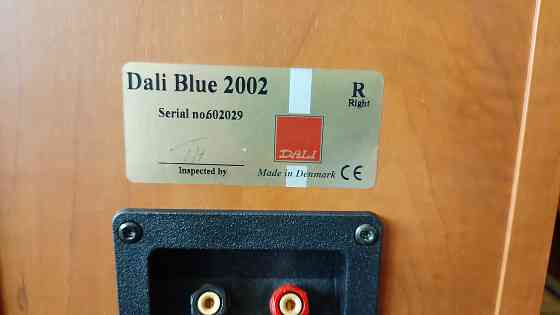 Dali Blue 2002
R
Right
Serial no602029
DALI
Inspected by
Made in Denmark CE